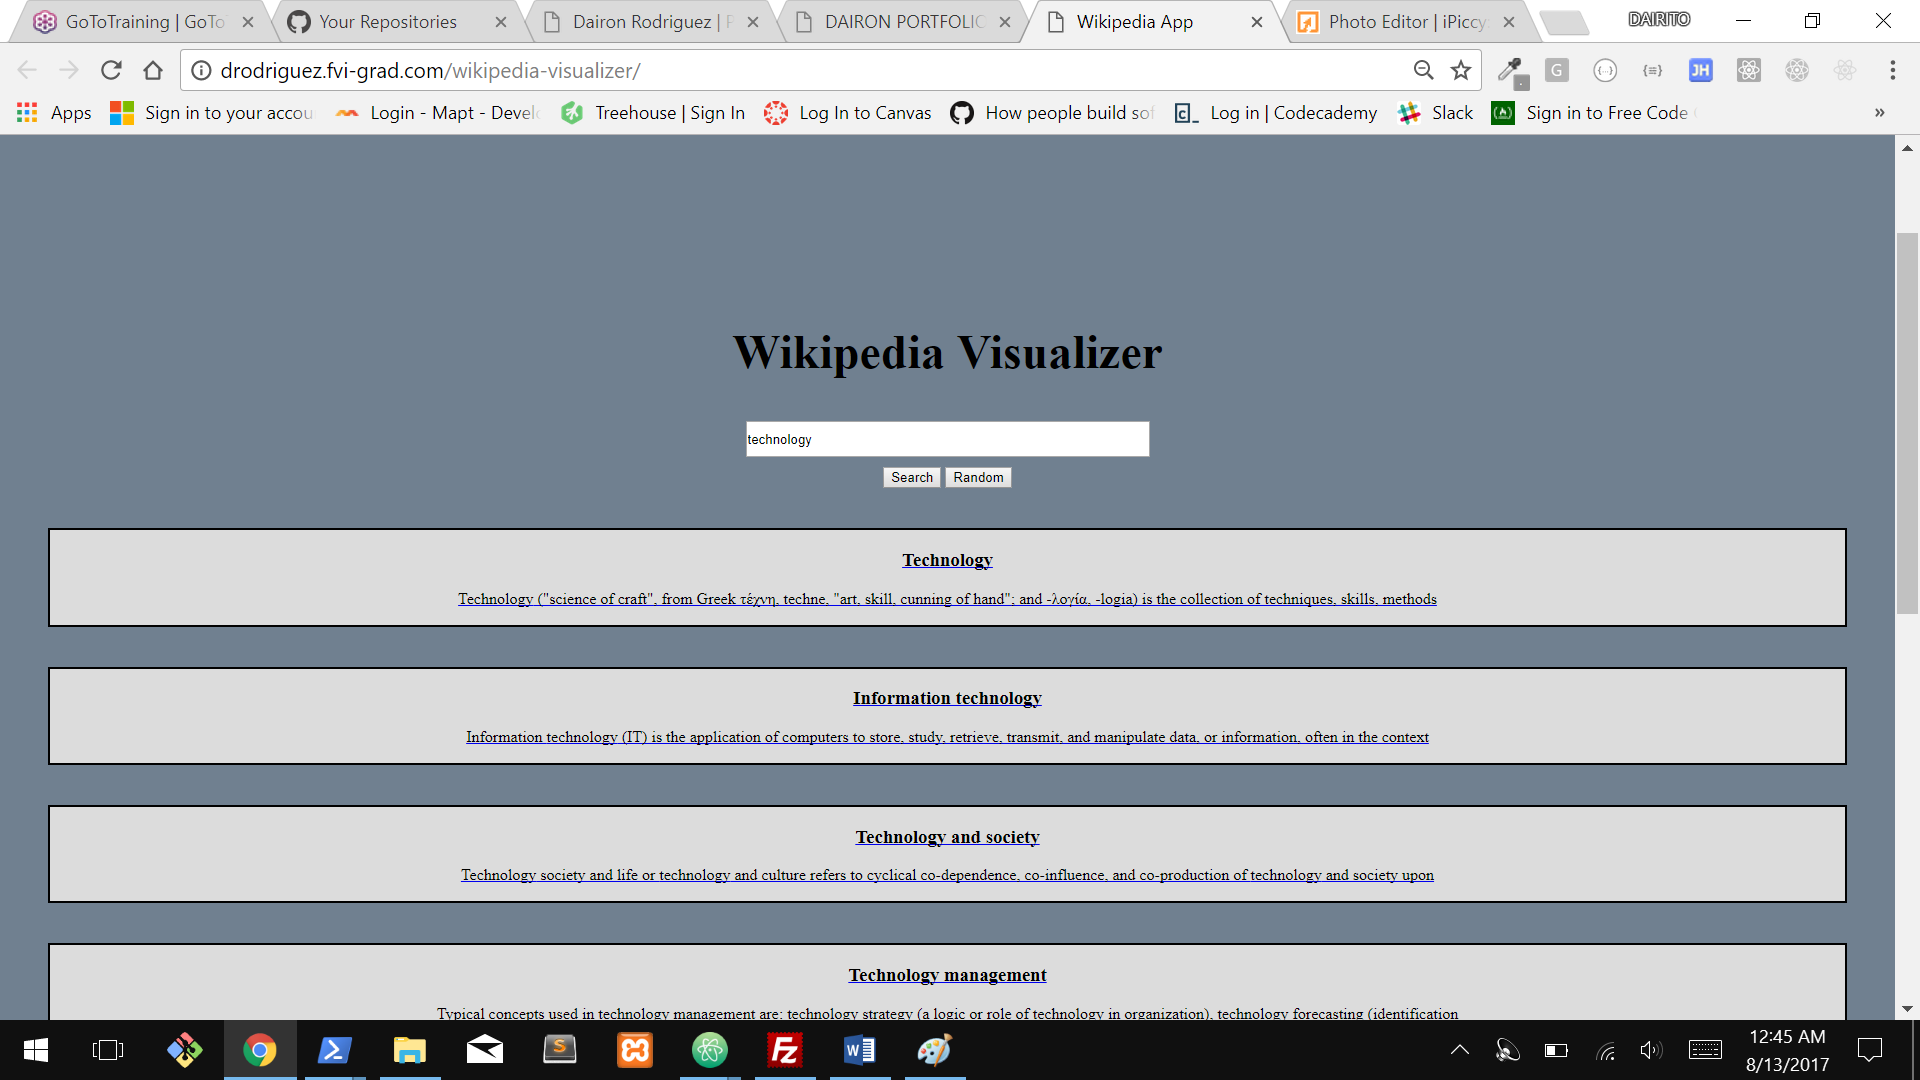 GoToTraining | GoTo
Your Repositories
Dairon Rodriguez |
DAIRON PORTFOLIO
Wikipedia App
Photo Editor | iPiccy
DAIRITO
drodriguez.fvi-grad.com/wikipedia-visualizer/
G
JH
Apps
Sign in to your accou
Login - Mapt - Devel
Treehouse | Sign In
Log In to Canvas
How people build sof
Log in | Codecademy
Slack
Sign in to Free Code
»
Wikipedia Visualizer
technology
Search
Random
Technology
Technology ("science of craft", from Greek τέχνη, techne, "art, skill, cunning of hand"; and -λογία, -logia) is the collection of techniques, skills, methods
Information technology
Information technology (IT) is the application of computers to store, study, retrieve, transmit, and manipulate data, or information, often in the context
Technology and society
Technology society and life or technology and culture refers to cyclical co-dependence, co-influence, and co-production of technology and society upon
Technology management
Typical concepts used in technology management are: technology strategy (a logic or role of technology in organization), technology forecasting (identification
12:45 AM
8/13/2017